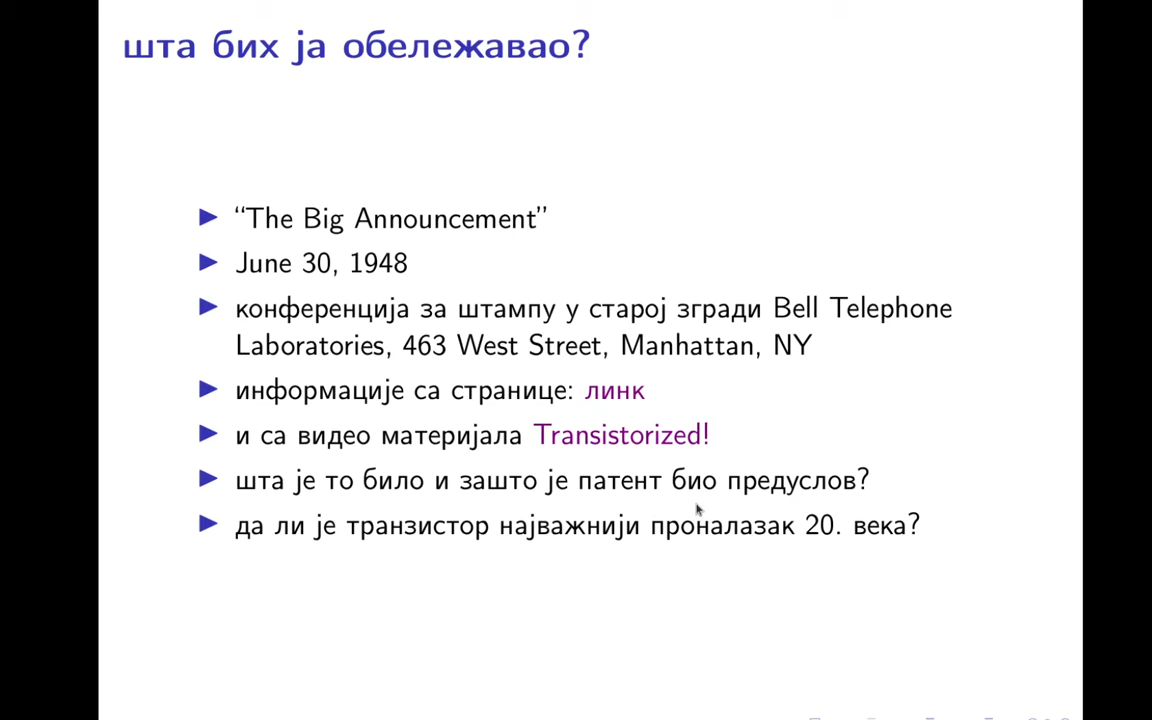 шта бих ја обележавао?
“The Big Announcement”
June 30, 1948
конференција за штампу у старој згради Bell Telephone
Laboratories, 463 West Street, Manhattan, NY
информације са странице: линк
и са видео материјала Transistorized!
шта је то било и зашто је патент био предуслов?
да ли је транзистор најважнији проналазак 20. века?